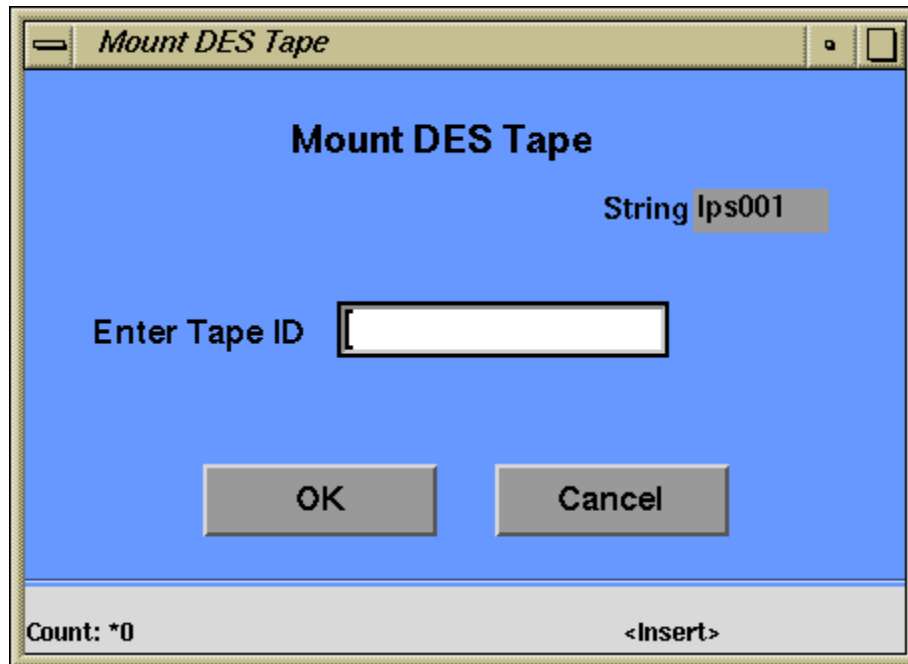 Mount DES Tape
Mount DES Tape
String lps001
Enter Tape ID
OK Cancel
Count: *0 <Insert>